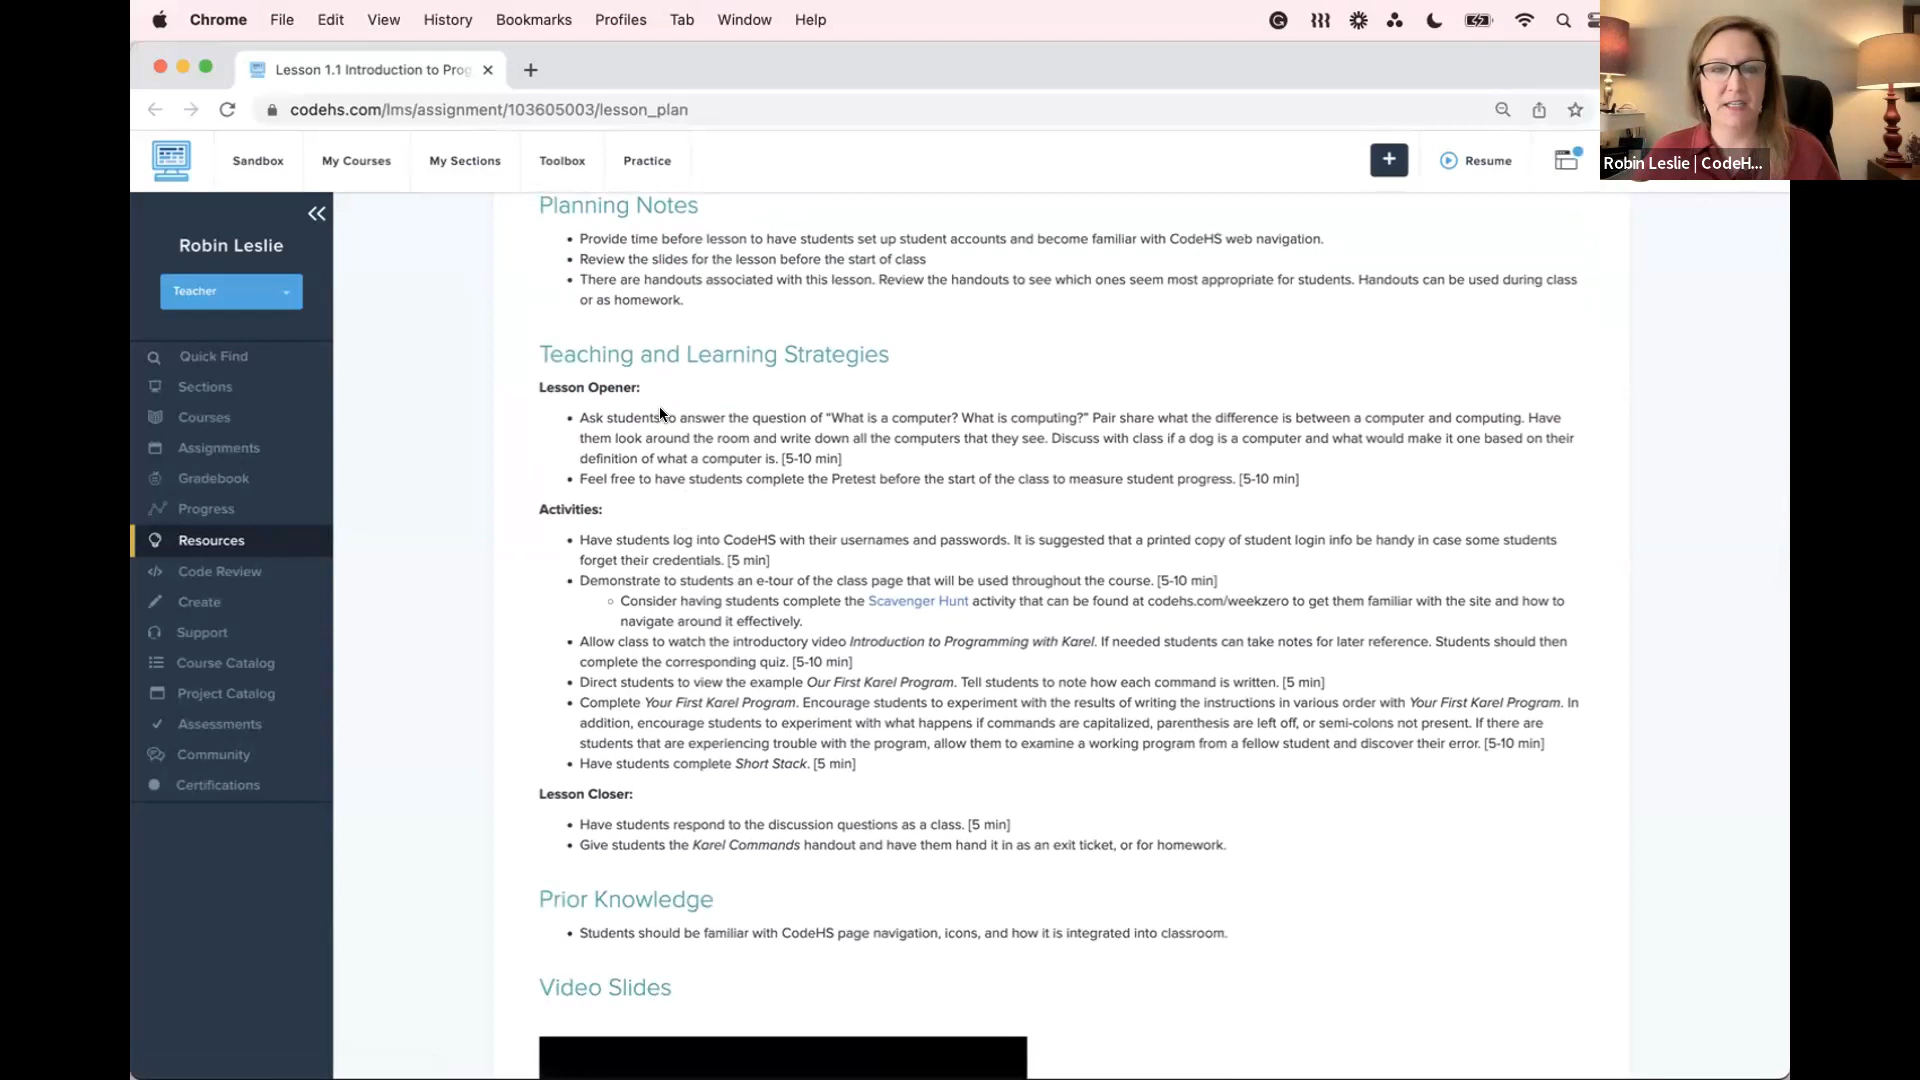 Chrome File Edit View History Bookmarks Profiles Tab Window Help
Lesson 1.1 Introduction to Prog
codehs.com/lms/assignment/103605003/lesson_plan
Robin Leslie | CodeH...
Sandbox My Courses My Sections Toolbox Practice
+ Resume
Robin Leslie
Teacher
Quick Find
Sections
Courses
Assignments
Gradebook
Progress
Resources
Code Review
Create
Support
Course Catalog
Project Catalog
Assessments
Community
Certifications
Planning Notes
• Provide time before lesson to have students set up student accounts and become familiar with CodeHS web navigation.
• Review the slides for the lesson before the start of class
• There are handouts associated with this lesson. Review the handouts to see which ones seem most appropriate for students. Handouts can be used during class
or as homework.
Teaching and Learning Strategies
Lesson Opener:
• Ask students to answer the question of “What is a computer? What is computing?” Pair share what the difference is between a computer and computing. Have
them look around the room and write down all the computers that they see. Discuss with class if a dog is a computer and what would make it one based on their
definition of what a computer is. [5-10 min]
• Feel free to have students complete the Pretest before the start of the class to measure student progress. [5-10 min]
Activities:
• Have students log into CodeHS with their usernames and passwords. It is suggested that a printed copy of student login info be handy in case some students
forget their credentials. [5 min]
• Demonstrate to students an e-tour of the class page that will be used throughout the course. [5-10 min]
◦ Consider having students complete the Scavenger Hunt activity that can be found at codehs.com/weekzero to get them familiar with the site and how to
navigate around it effectively.
• Allow class to watch the introductory video Introduction to Programming with Karel. If needed students can take notes for later reference. Students should then
complete the corresponding quiz. [5-10 min]
• Direct students to view the example Our First Karel Program. Tell students to note how each command is written. [5 min]
• Complete Your First Karel Program. Encourage students to experiment with the results of writing the instructions in various order with Your First Karel Program. In
addition, encourage students to experiment with what happens if commands are capitalized, parenthesis are left off, or semi-colons not present. If there are
students that are experiencing trouble with the program, allow them to examine a working program from a fellow student and discover their error. [5-10 min]
• Have students complete Short Stack. [5 min]
Lesson Closer:
• Have students respond to the discussion questions as a class. [5 min]
• Give students the Karel Commands handout and have them hand it in as an exit ticket, or for homework.
Prior Knowledge
• Students should be familiar with CodeHS page navigation, icons, and how it is integrated into classroom.
Video Slides